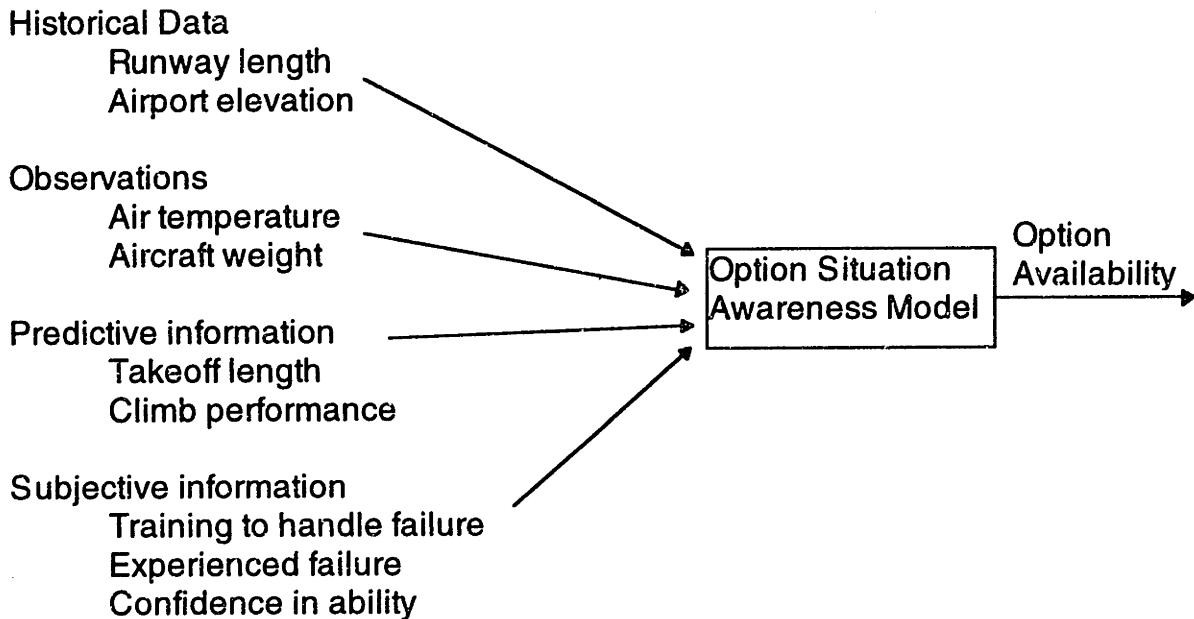 Historical Data
Runway length
Airport elevation
Observations
Air temperature
Aircraft weight
Predictive information
Takeoff length
Climb performance
Subjective information
Training to handle failure
Experienced failure
Confidence in ability
Option Situation
Awareness Model
Option
Availability